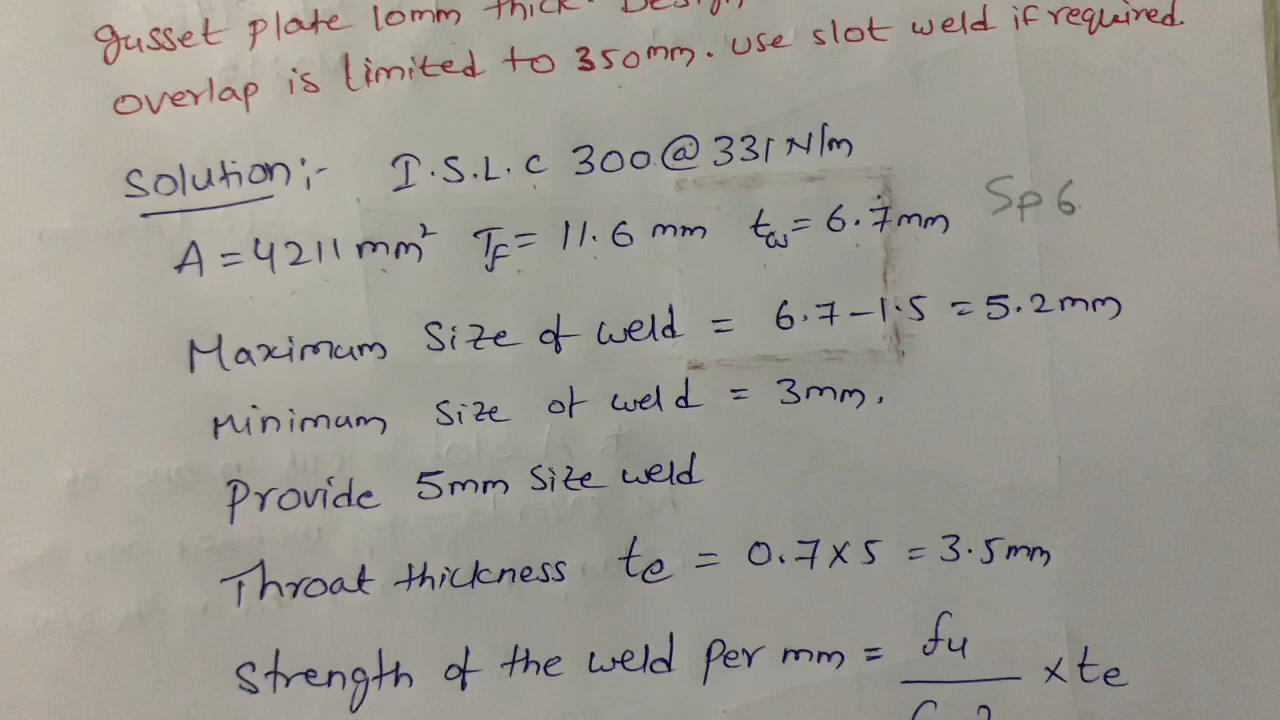 gusset plate 10mm thick.
overlap is limited to 350mm. use slot weld if required.
Solution:- I.S.L.C 300 @ 331 N/m
A = 4211 mm² Tf = 11.6 mm tw = 6.7mm Sp 6
Maximum Size of weld = 6.7-1.5 = 5.2mm
Minimum Size of weld = 3mm.
Provide 5mm Size weld
Throat thickness te = 0.7 x 5 = 3.5mm
Strength of the weld per mm = fu / x te